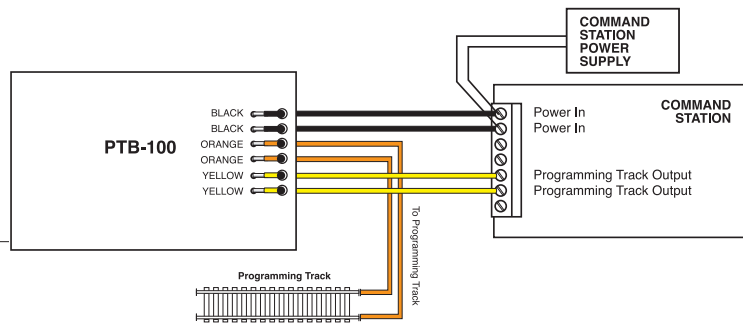 COMMAND
STATION
POWER
SUPPLY
PTB-100
BLACK
BLACK
ORANGE
ORANGE
YELLOW
YELLOW
Power In
Power In
Programming Track Output
Programming Track Output
COMMAND
STATION
To Programming Track
Programming Track